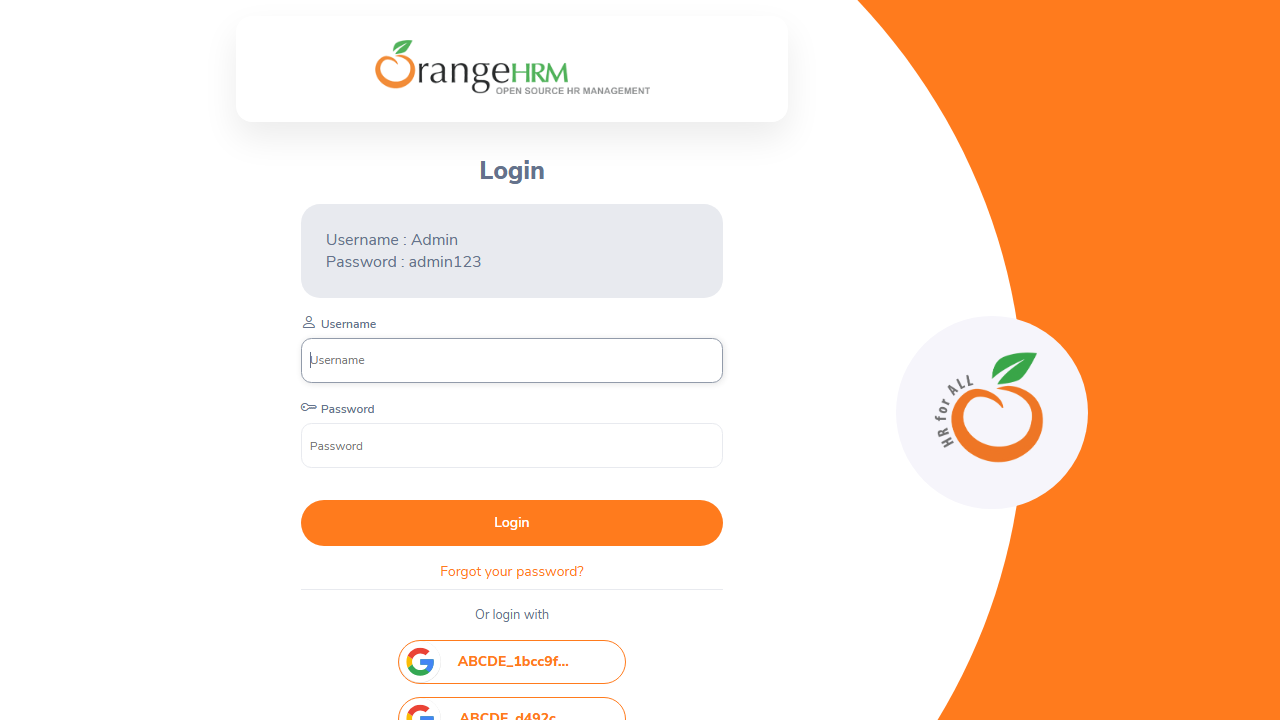 OrangeHRM
OPEN SOURCE HR MANAGEMENT
Login
Username : Admin
Password : admin123
Username
Username
Password
Password
Login
Forgot your password?
Or login with
ABCDE_1bcc9f...
ABCDE_d492c...
HR for ALL